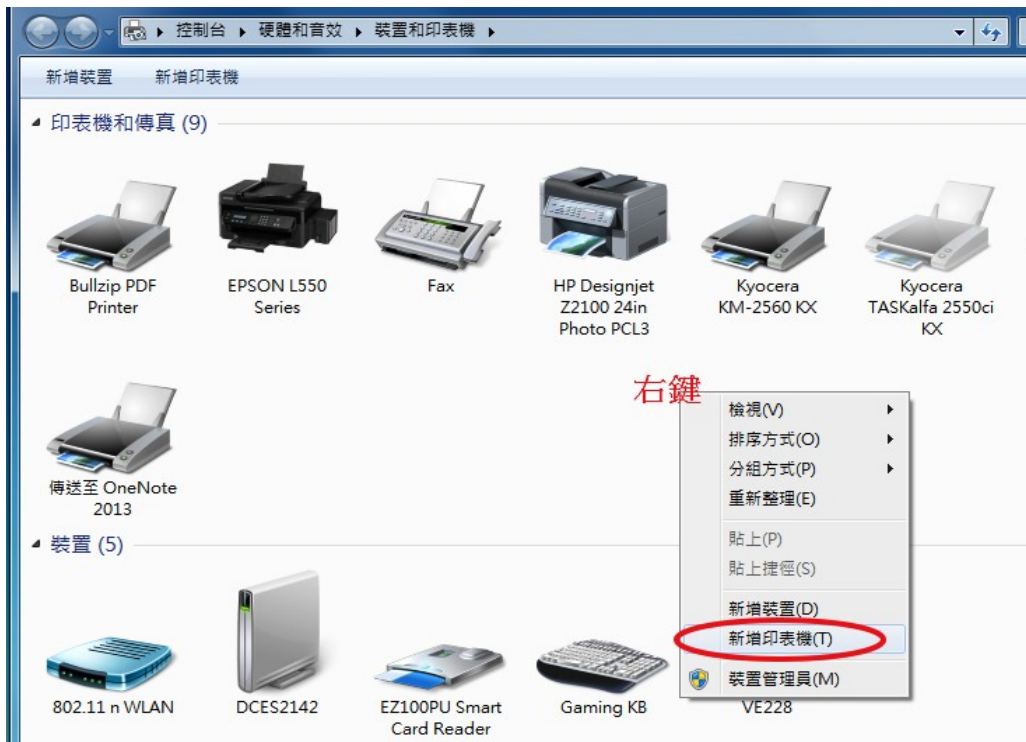 控制台 ▸ 硬體和音效 ▸ 裝置和印表機 ▸
新增裝置 新增印表機
印表機和傳真 (9)
Bullzip PDF
Printer
EPSON L550
Series
Fax
HP Designjet
Z2100 24in
Photo PCL3
Kyocera
KM-2560 KX
Kyocera
TASKalfa 2550ci
KX
右鍵
傳送至 OneNote
2013
檢視(V)
排序方式(O)
分組方式(P)
重新整理(E)
貼上(P)
貼上捷徑(S)
新增裝置(D)
新增印表機(T)
裝置管理員(M)
裝置 (5)
802.11 n WLAN
DCES2142
EZ100PU Smart
Card Reader
Gaming KB
VE228